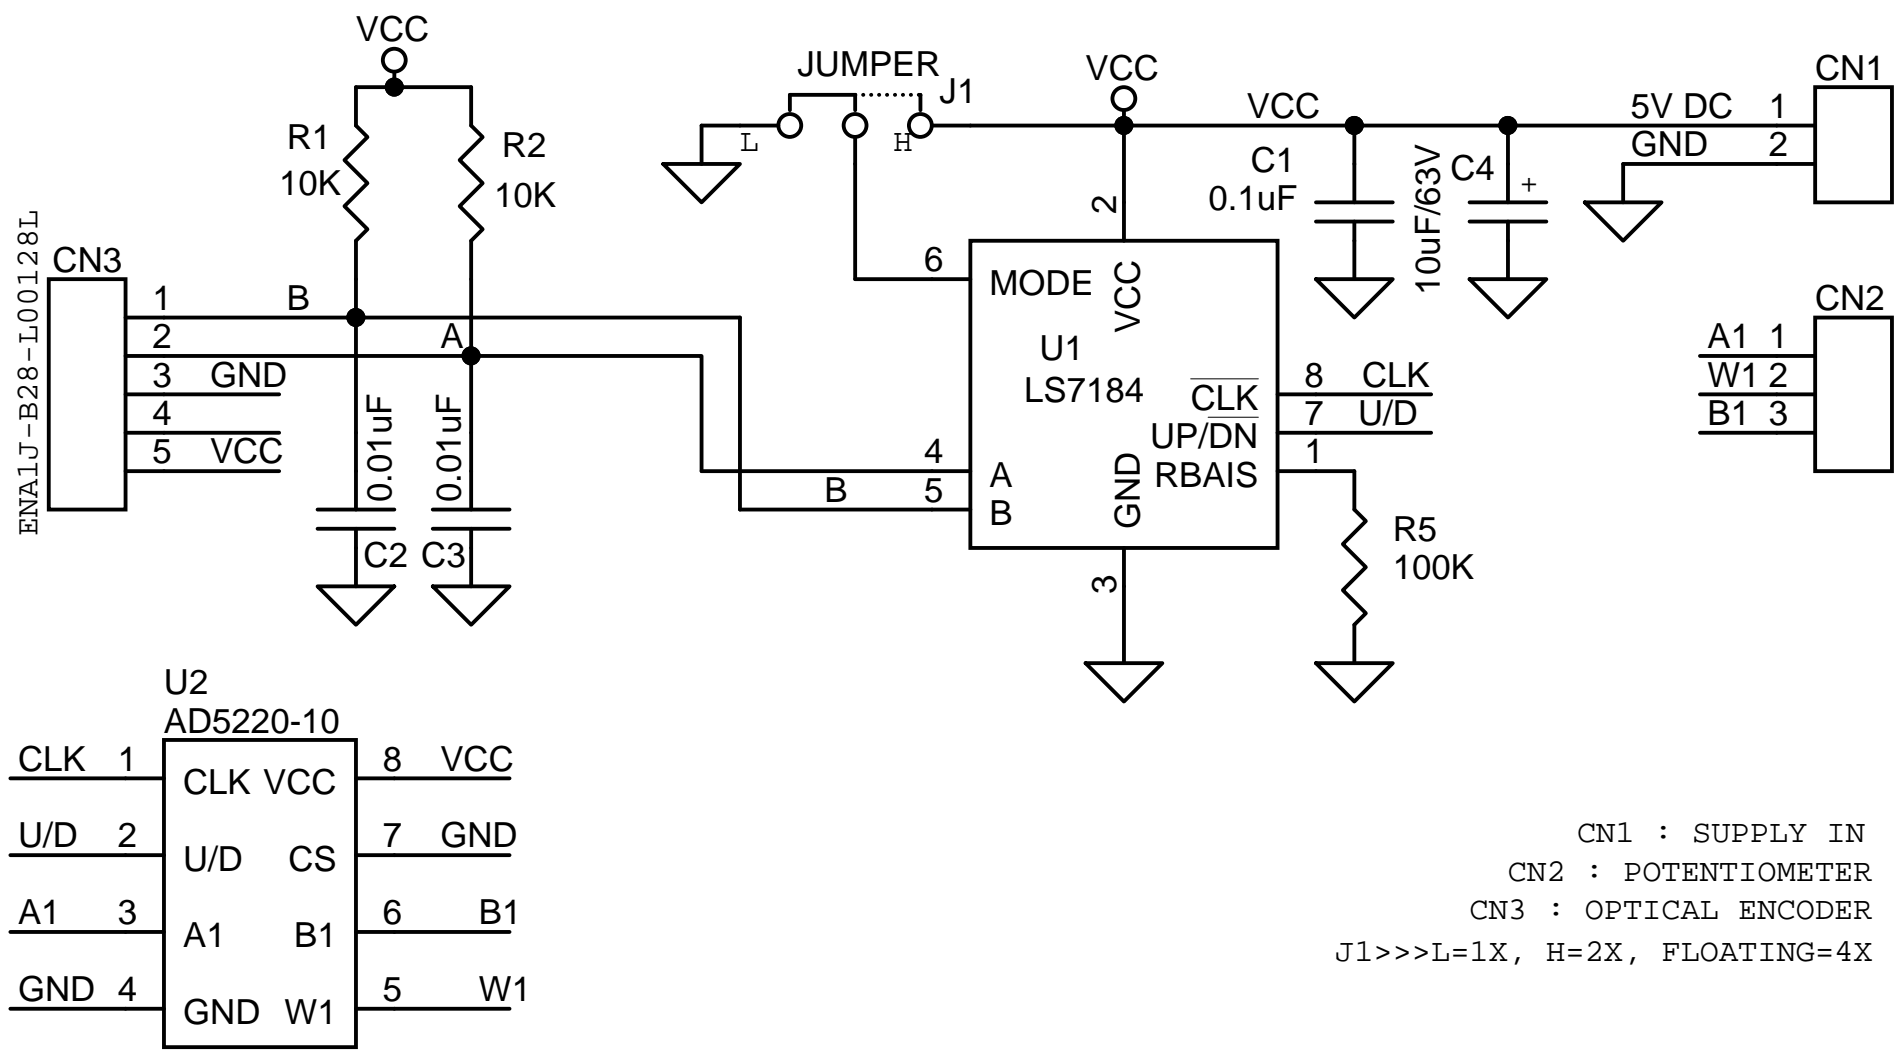 VCC
R1
10K
R2
10K
JUMPER
J1
L
H
VCC
VCC
5V DC 1
GND 2
CN1
C1
0.1uF
10uF/63V
C4
+
ENA1J-B28-L00128L
CN3
1 B
2 A
3 GND
4
5 VCC
0.01uF
0.01uF
C2
C3
6
2
MODE
VCC
U1
LS7184
CLK
UP/DN
RBAIS
GND
A
B
4
B 5
8 CLK
7 U/D
1
3
R5
100K
CN2
A1 1
W1 2
B1 3
U2
AD5220-10
CLK 1 CLK VCC 8 VCC
U/D 2 U/D CS 7 GND
A1 3 A1 B1 6 B1
GND 4 GND W1 5 W1
CN1 : SUPPLY IN
CN2 : POTENTIOMETER
CN3 : OPTICAL ENCODER
J1>>>L=1X, H=2X, FLOATING=4X